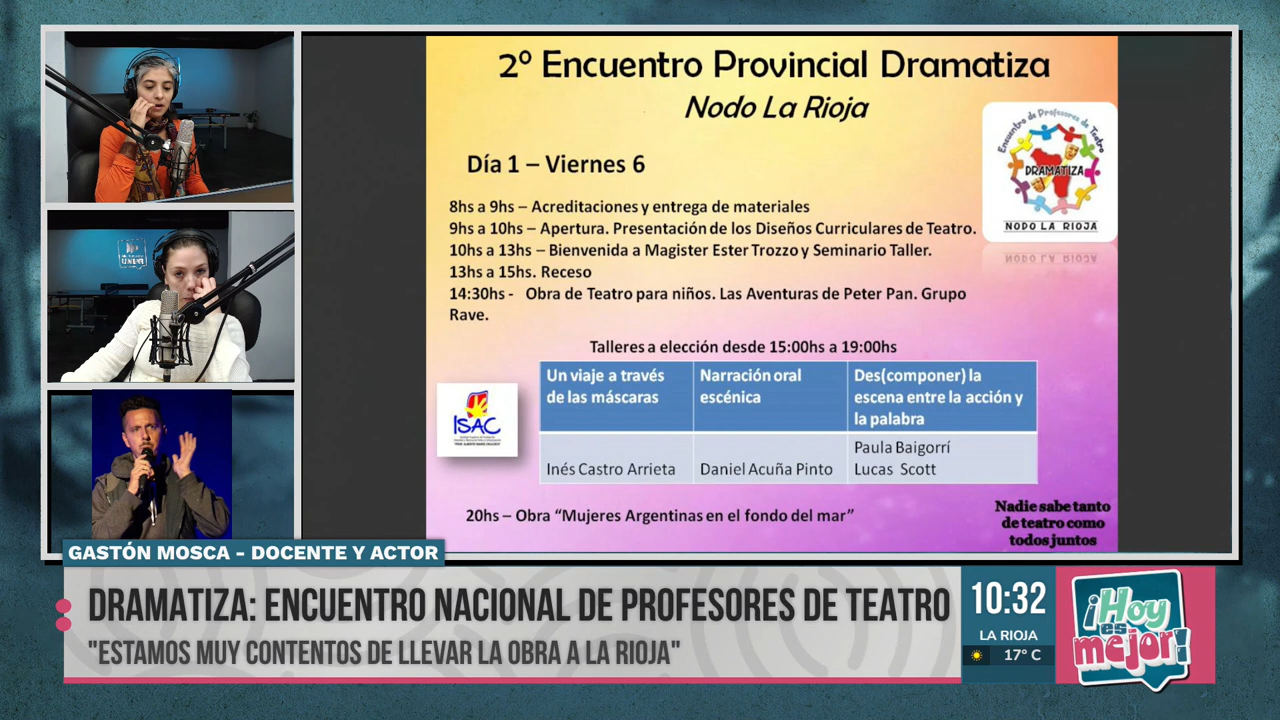 2º Encuentro Provincial Dramatiza
Nodo La Rioja
Encuentro de Profesores de Teatro
DRAMATIZA
NODO LA RIOJA
Día 1 – Viernes 6
8hs a 9hs – Acreditaciones y entrega de materiales
9hs a 10hs – Apertura. Presentación de los Diseños Curriculares de Teatro.
10hs a 13hs – Bienvenida a Magister Ester Trozzo y Seminario Taller.
13hs a 15hs. Receso
14:30hs - Obra de Teatro para niños. Las Aventuras de Peter Pan. Grupo
Rave.
Talleres a elección desde 15:00hs a 19:00hs
Un viaje a través
de las máscaras
Narración oral
escénica
Des(componer) la
escena entre la acción y
la palabra
Inés Castro Arrieta
Daniel Acuña Pinto
Paula Baigorrí
Lucas Scott
ISAC
20hs – Obra “Mujeres Argentinas en el fondo del mar”
Nadie sabe tanto
de teatro como
todos juntos
GASTÓN MOSCA - DOCENTE Y ACTOR
DRAMATIZA: ENCUENTRO NACIONAL DE PROFESORES DE TEATRO
"ESTAMOS MUY CONTENTOS DE LLEVAR LA OBRA A LA RIOJA"
10:32
LA RIOJA
17° C
¡Hoy
es
mejor!